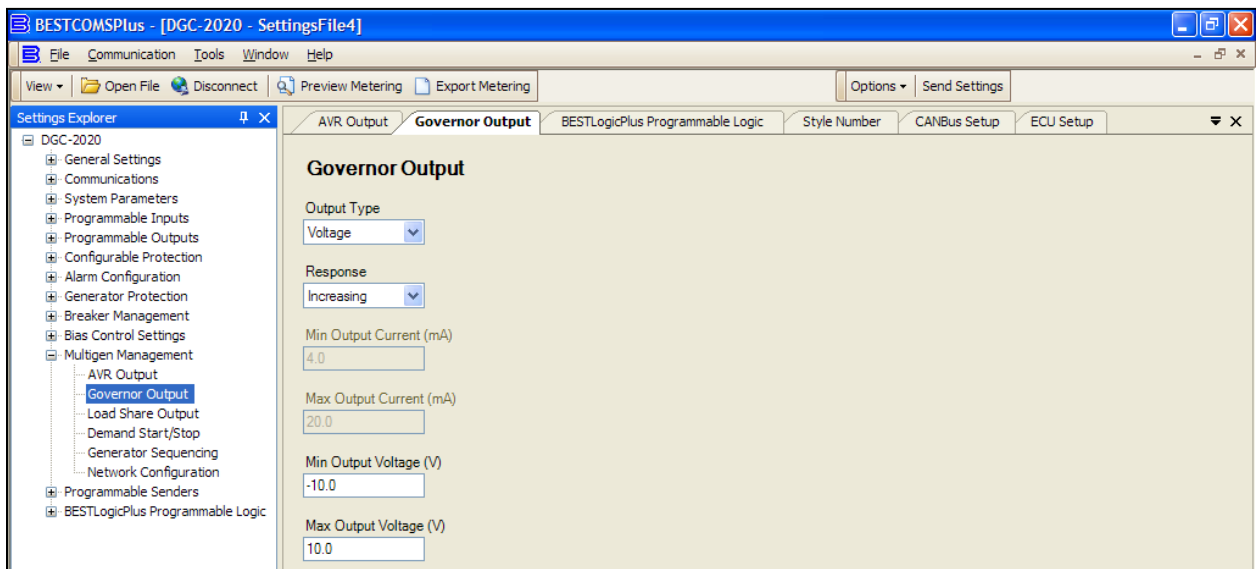 BESTCOMSPlus - [DGC-2020 - SettingsFile4]
File Communication Tools Window Help
View Open File Disconnect Preview Metering Export Metering Options Send Settings
Settings Explorer
DGC-2020
General Settings
Communications
System Parameters
Programmable Inputs
Programmable Outputs
Configurable Protection
Alarm Configuration
Generator Protection
Breaker Management
Bias Control Settings
Multigen Management
AVR Output
Governor Output
Load Share Output
Demand Start/Stop
Generator Sequencing
Network Configuration
Programmable Senders
BESTLogicPlus Programmable Logic
AVR Output Governor Output BESTLogicPlus Programmable Logic Style Number CANBus Setup ECU Setup
Governor Output
Output Type
Voltage
Response
Increasing
Min Output Current (mA)
4.0
Max Output Current (mA)
20.0
Min Output Voltage (V)
-10.0
Max Output Voltage (V)
10.0